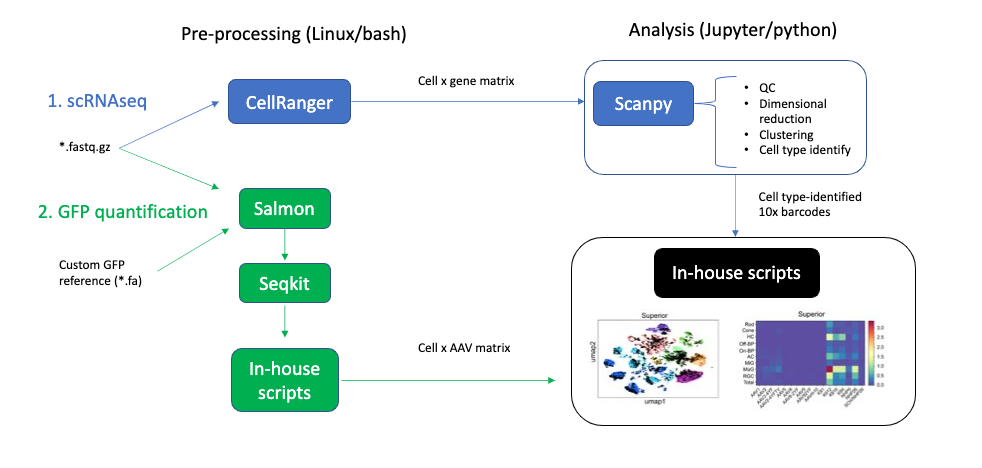 Pre-processing (Linux/bash)
Analysis (Jupyter/python)
1. scRNAseq
*.fastq.gz
CellRanger
Cell x gene matrix
Scanpy
• QC
• Dimensional
reduction
• Clustering
• Cell type identify
2. GFP quantification
Custom GFP
reference (*.fa)
Salmon
Seqkit
In-house
scripts
Cell x AAV matrix
Cell type-identified
10x barcodes
In-house scripts
Superior
umap2
umap1
Superior
Rod
Cone
HC
Off-BP
On-BP
AC
MiG
MuG
RGC
Total
3.0
2.5
2.0
1.5
1.0
0.5
0.0